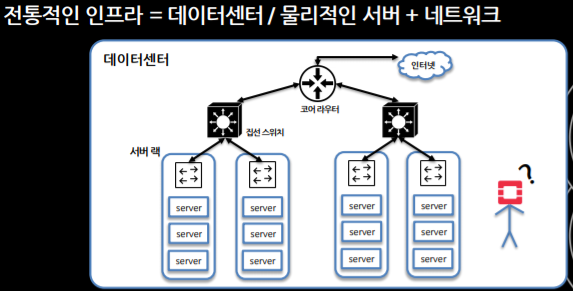 전통적인 인프라 = 데이터센터 / 물리적인 서버 + 네트워크
데이터센터
인터넷
코어 라우터
집선 스위치
서버 랙
server
server
server
server
server
server
server
server
server
server
server
server
?